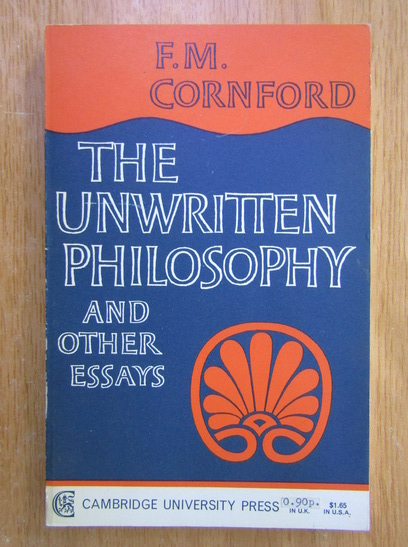 F.M.
CORNFORD
THE
UNWRITTEN
PHILOSOPHY
AND
OTHER
ESSAYS
CAMBRIDGE UNIVERSITY PRESS
0.90p.
IN U.K.
$1.65
IN U.S.A.